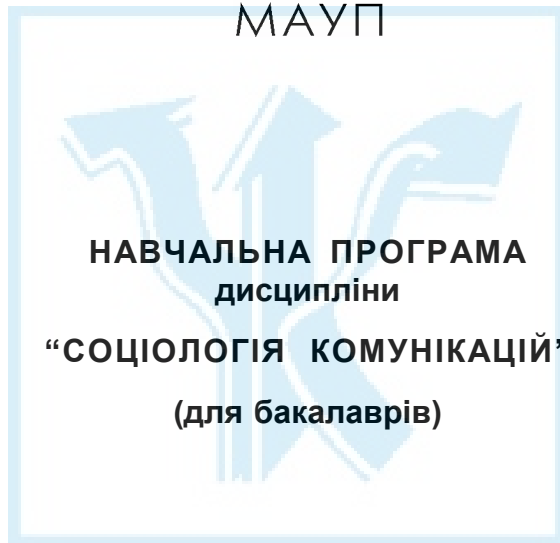 МАУП
НАВЧАЛЬНА ПРОГРАМА
дисципліни
“СОЦІОЛОГІЯ КОМУНІКАЦІЙ”
(для бакалаврів)